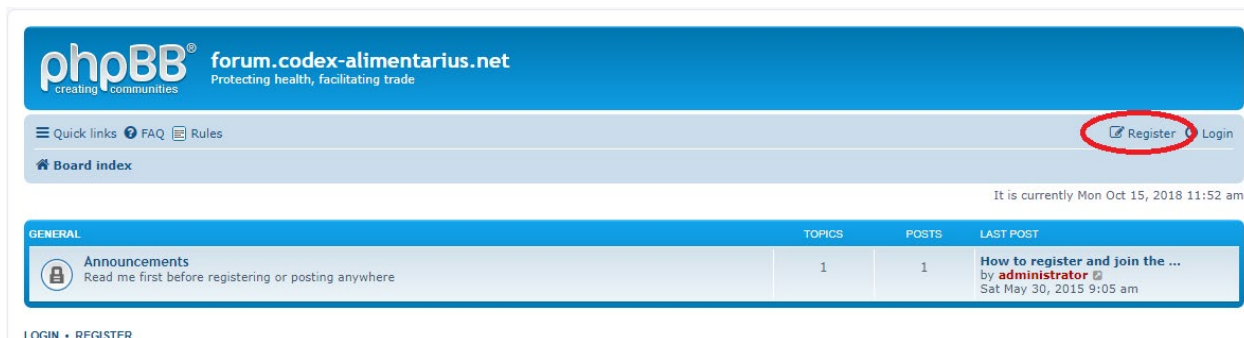 phpBB®
creating communities
forum.codex-alimentarius.net
Protecting health, facilitating trade
Quick links FAQ Rules
Register Login
Board index
It is currently Mon Oct 15, 2018 11:52 am
GENERAL TOPICS POSTS LAST POST
Announcements
Read me first before registering or posting anywhere
1 1
How to register and join the ...
by administrator
Sat May 30, 2015 9:05 am
LOGIN • REGISTER